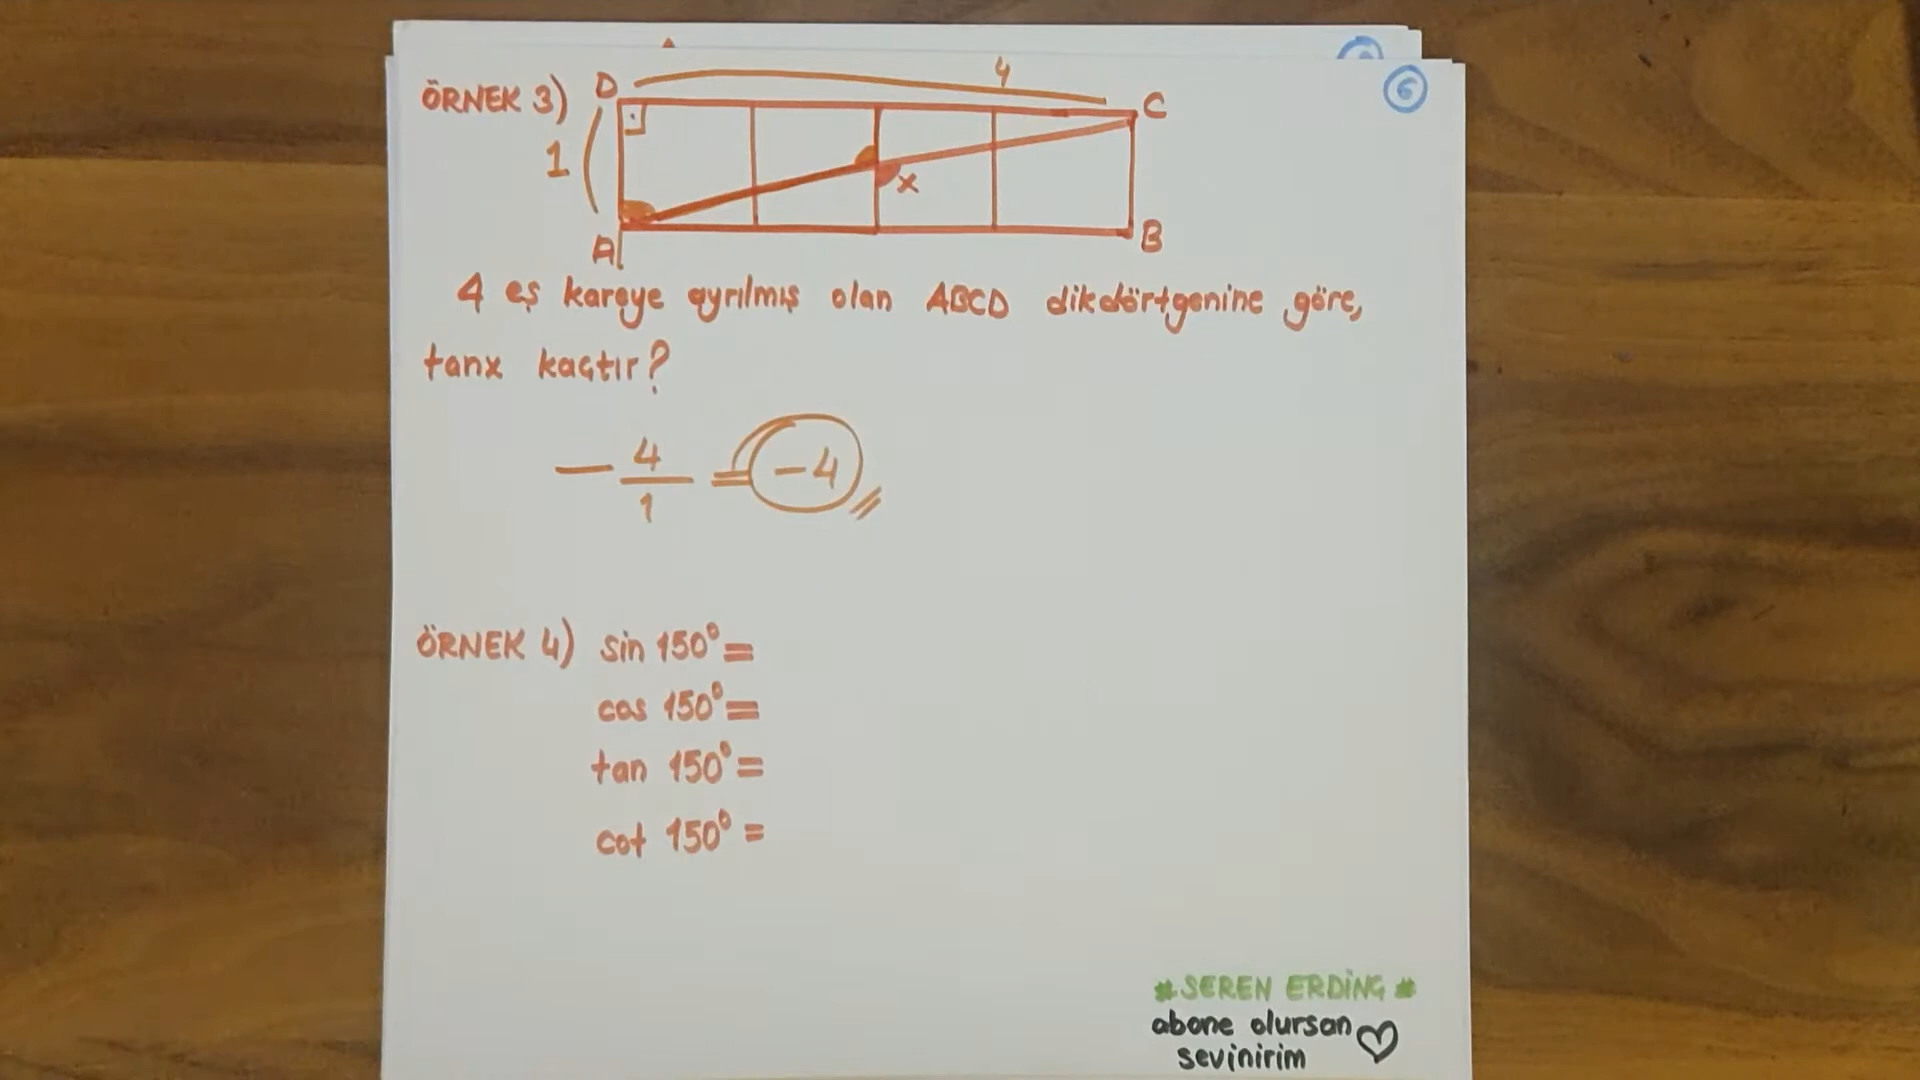 ÖRNEK 3)
D
4
C
6
1
x
A
B
4 eş kareye ayrılmış olan ABCD dikdörtgenine göre,
tanx kaçtır?
- 4/1 = -4
ÖRNEK 4) sin 150° =
cos 150° =
tan 150° =
cot 150° =
# SEREN ERDİNÇ #
abone olursan
sevinirim